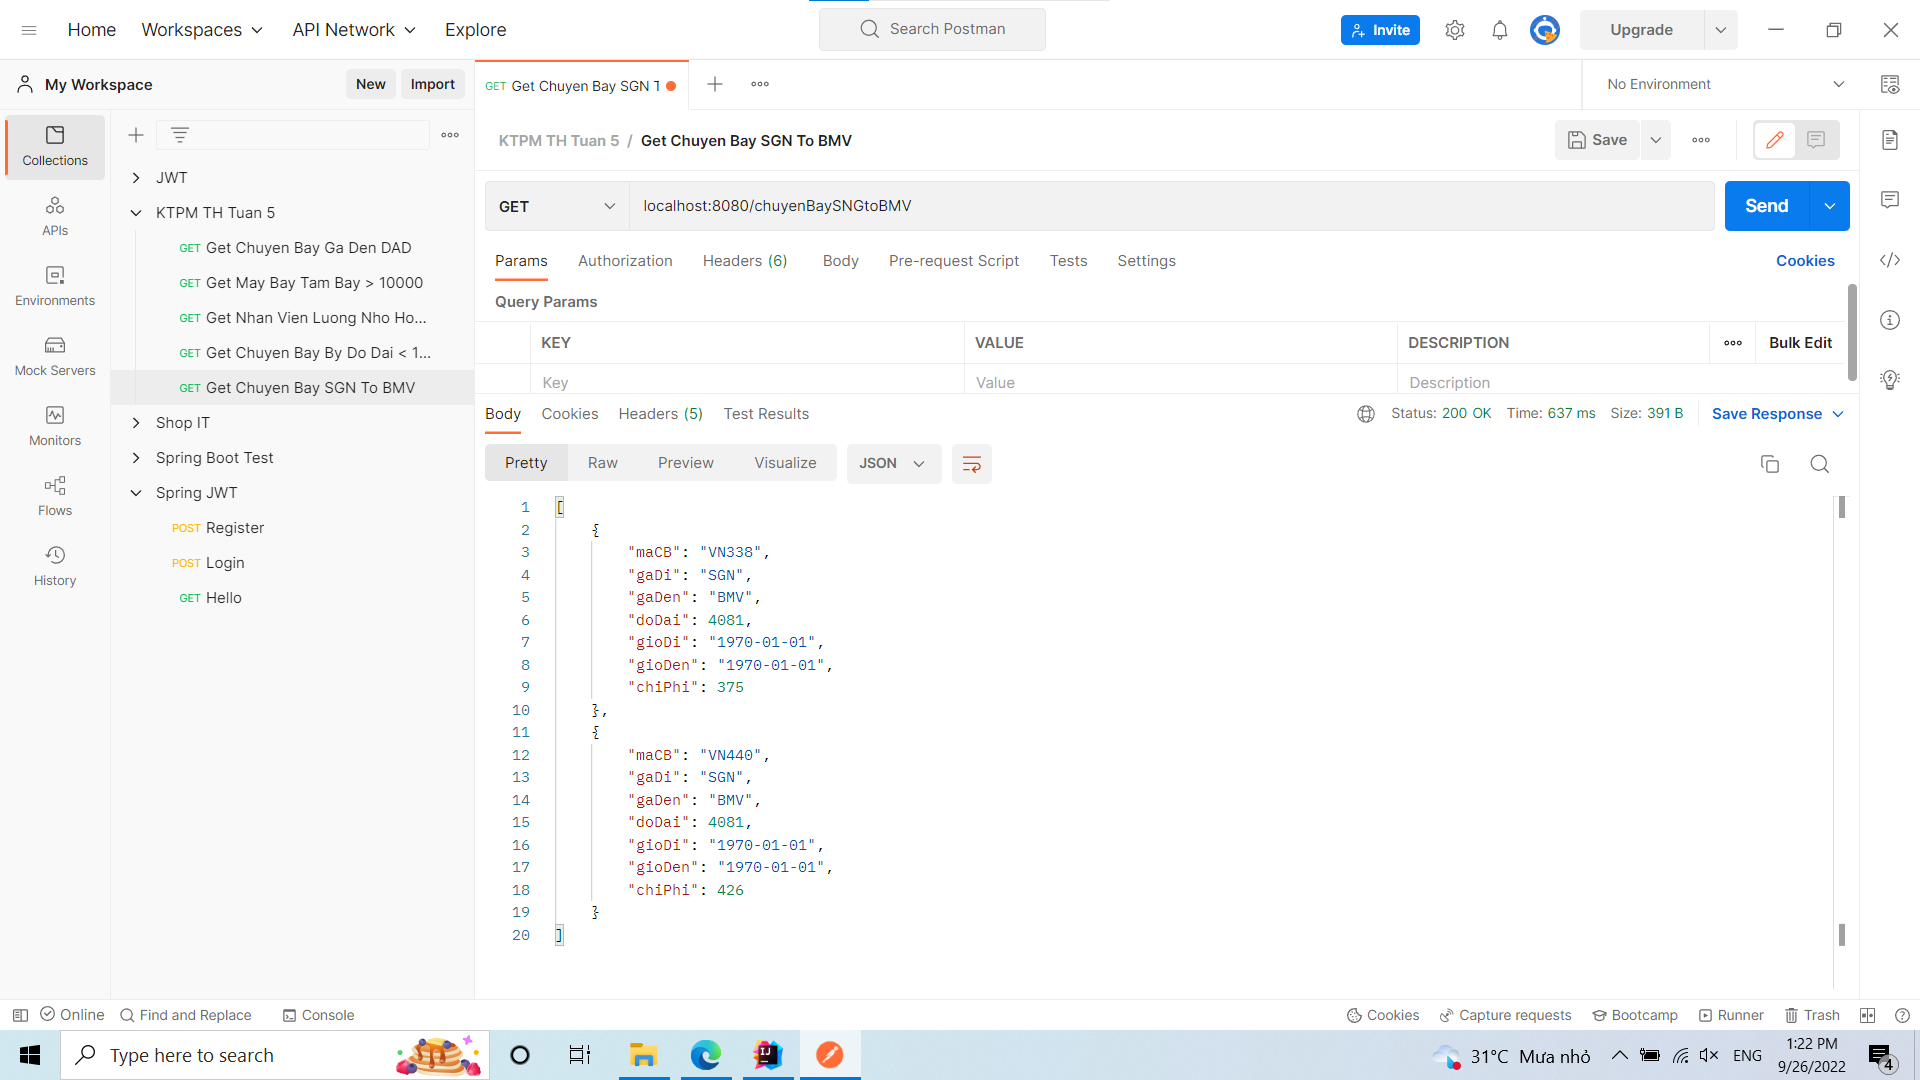 Home Workspaces API Network Explore Search Postman Invite Upgrade
My Workspace New Import GET Get Chuyen Bay SGN T No Environment
Collections
APIs
Environments
Mock Servers
Monitors
Flows
History
JWT
KTPM TH Tuan 5
GET Get Chuyen Bay Ga Den DAD
GET Get May Bay Tam Bay > 10000
GET Get Nhan Vien Luong Nho Ho...
GET Get Chuyen Bay By Do Dai < 1...
GET Get Chuyen Bay SGN To BMV
Shop IT
Spring Boot Test
Spring JWT
POST Register
POST Login
GET Hello
KTPM TH Tuan 5 / Get Chuyen Bay SGN To BMV Save
GET localhost:8080/chuyenBaySNGtoBMV Send
Params Authorization Headers (6) Body Pre-request Script Tests Settings Cookies
Query Params
KEY VALUE DESCRIPTION Bulk Edit
Key Value Description
Body Cookies Headers (5) Test Results Status: 200 OK Time: 637 ms Size: 391 B Save Response
Pretty Raw Preview Visualize JSON
1 [
2 {
3 "maCB": "VN338",
4 "gaDi": "SGN",
5 "gaDen": "BMV",
6 "doDai": 4081,
7 "gioDi": "1970-01-01",
8 "gioDen": "1970-01-01",
9 "chiPhi": 375
10 },
11 {
12 "maCB": "VN440",
13 "gaDi": "SGN",
14 "gaDen": "BMV",
15 "doDai": 4081,
16 "gioDi": "1970-01-01",
17 "gioDen": "1970-01-01",
18 "chiPhi": 426
19 }
20 ]
Online Find and Replace Console Cookies Capture requests Bootcamp Runner Trash
Type here to search 31°C Mưa nhỏ ENG 1:22 PM
9/26/2022 4